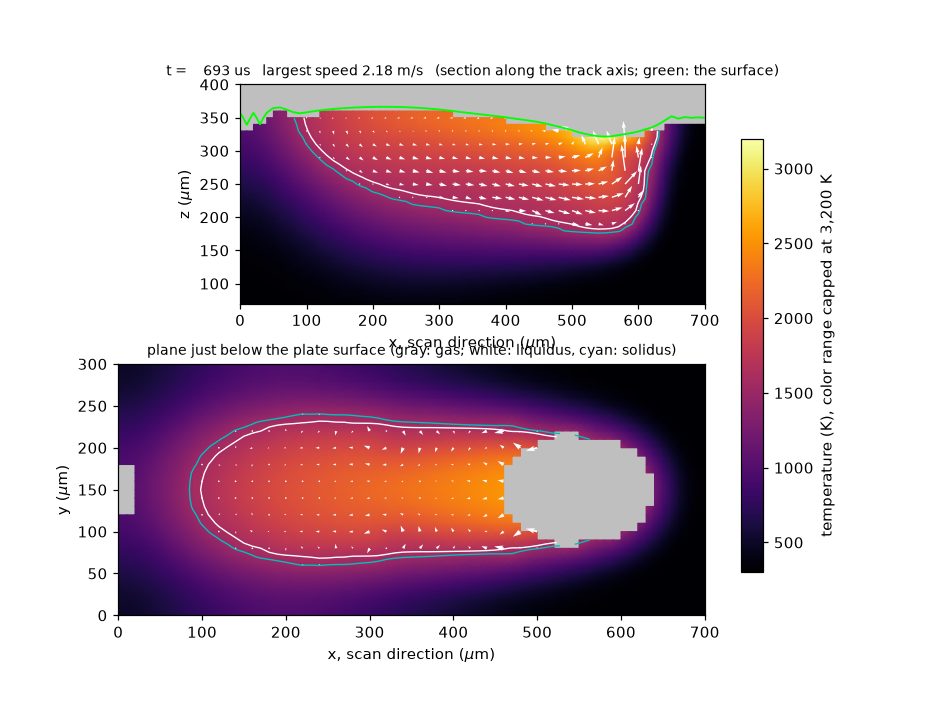 t =    693 us   largest speed 2.18 m/s   (section along the track axis; green: the surface)
400
350
300
250
200
150
100
z (μm)
0 100 200 300 400 500 600 700
x, scan direction (μm)
plane just below the plate surface (gray: gas; white: liquidus, cyan: solidus)
300
250
200
150
100
50
0
y (μm)
0 100 200 300 400 500 600 700
x, scan direction (μm)
3000
2500
2000
1500
1000
500
temperature (K), color range capped at 3,200 K